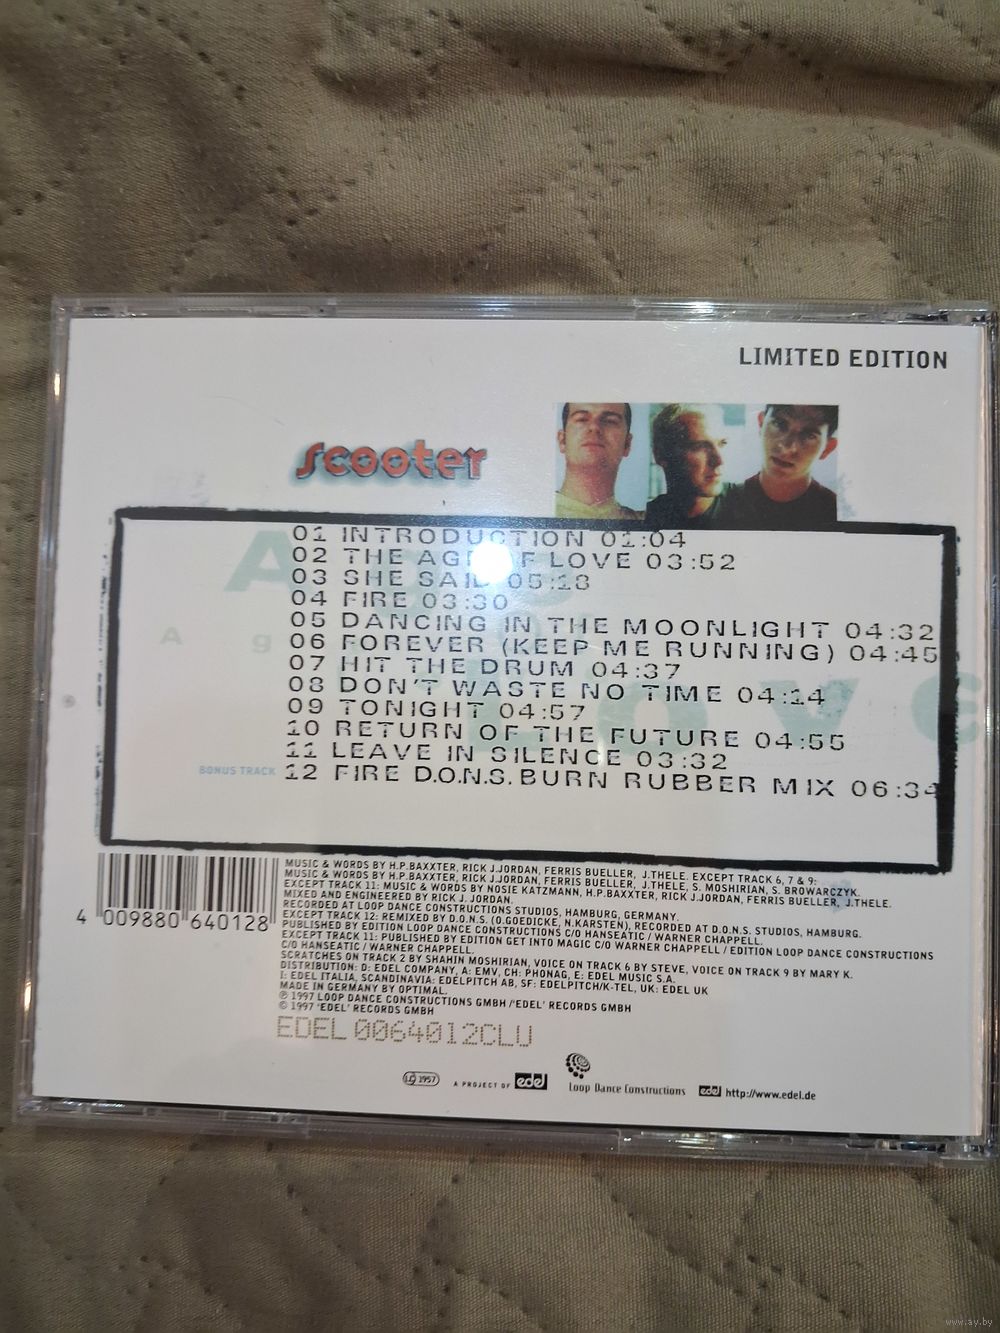 LIMITED EDITION
scooter
01 INTRODUCTION 01:04
02 THE AGE OF LOVE 03:52
03 SHE SAID 05:18
04 FIRE 03:30
05 DANCING IN THE MOONLIGHT 04:32
06 FOREVER (KEEP ME RUNNING) 04:45
07 HIT THE DRUM 04:37
08 DON'T WASTE NO TIME 04:14
09 TONIGHT 04:57
10 RETURN OF THE FUTURE 04:55
11 LEAVE IN SILENCE 03:32
BONUS TRACK 12 FIRE D.O.N.S. BURN RUBBER MIX 06:34
MUSIC & WORDS BY H.P.BAXXTER, RICK J.JORDAN, FERRIS BUELLER, J.THELE. EXCEPT TRACK 6, 7 & 9:
MUSIC & WORDS BY H.P.BAXXTER, RICK J.JORDAN, FERRIS BUELLER, J.THELE, S. MOSHIRIAN, S. BROWARCZYK.
EXCEPT TRACK 11: MUSIC & WORDS BY NOSIE KATZMANN, H.P.BAXXTER, RICK J.JORDAN, FERRIS BUELLER, J.THELE.
MIXED AND ENGINEERED BY RICK J. JORDAN.
RECORDED AT LOOP DANCE CONSTRUCTIONS STUDIOS, HAMBURG, GERMANY.
EXCEPT TRACK 12: REMIXED BY D.O.N.S. (O.GOEDICKE, N.KARSTEN), RECORDED AT D.O.N.S. STUDIOS, HAMBURG.
PUBLISHED BY EDITION LOOP DANCE CONSTRUCTIONS C/O HANSEATIC / WARNER CHAPPELL.
EXCEPT TRACK 11: PUBLISHED BY EDITION GET INTO MAGIC C/O WARNER CHAPPELL / EDITION LOOP DANCE CONSTRUCTIONS
C/O HANSEATIC / WARNER CHAPPELL.
SCRATCHES ON TRACK 2 BY SHAHIN MOSHIRIAN, VOICE ON TRACK 6 BY STEVE, VOICE ON TRACK 9 BY MARY K.
DISTRIBUTION: D: EDEL COMPANY, A: EMV, CH: PHONAG, E: EDEL MUSIC S.A.
I: EDEL ITALIA, SCANDINAVIA: EDELPITCH AB, SF: EDELPITCH/K-TEL, UK: EDEL UK
MADE IN GERMANY BY OPTIMAL.
℗ 1997 LOOP DANCE CONSTRUCTIONS GMBH /'EDEL' RECORDS GMBH
© 1997 'EDEL' RECORDS GMBH
4 009880 640128
EDEL 0064012CLU
LC 1957
A PROJECT OF edel
Loop Dance Constructions
edel http://www.edel.de
www.ay.by